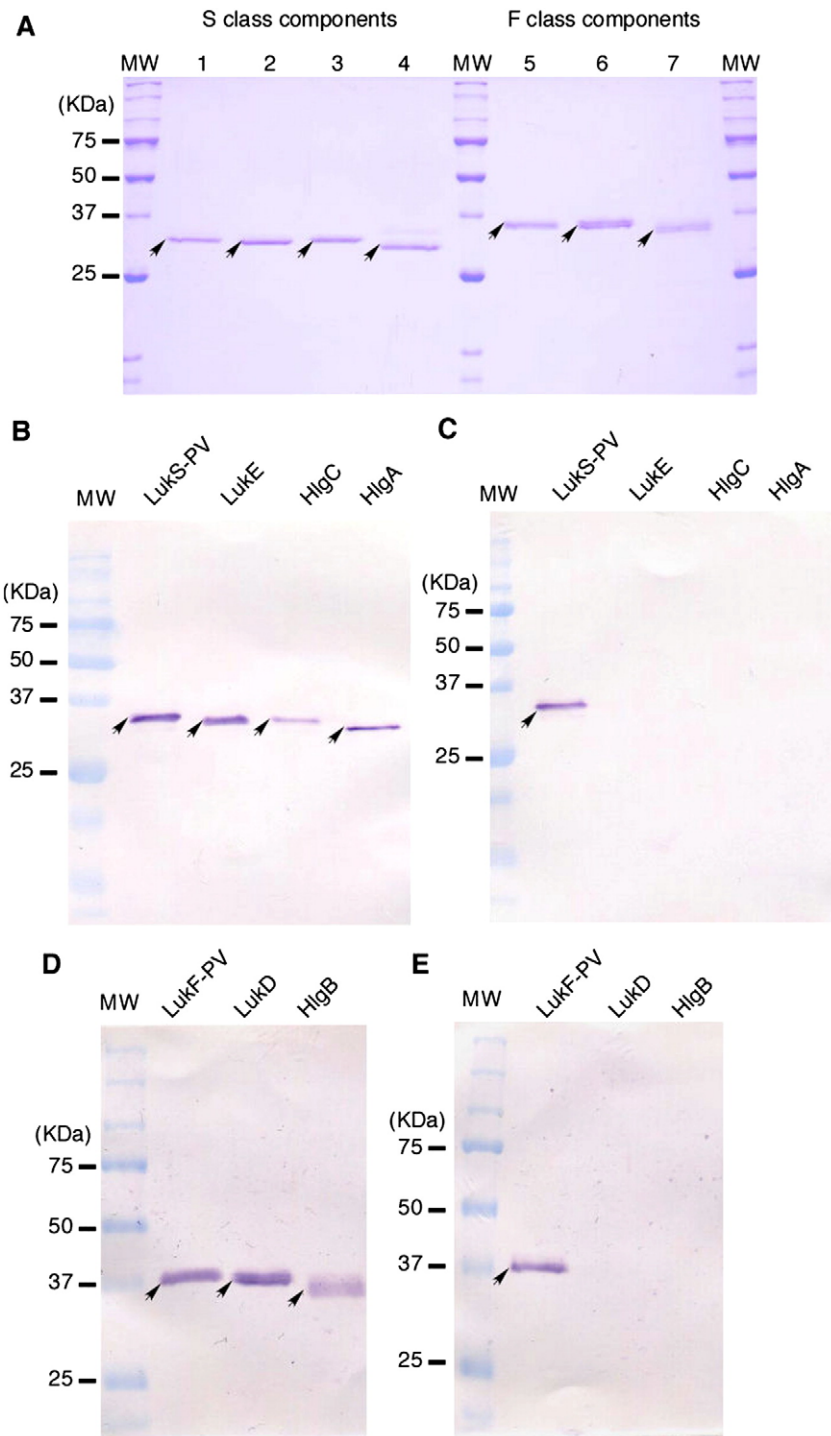 A
S class components F class components
MW 1 2 3 4 MW 5 6 7 MW
(KDa)
75
50
37
25
B
LukS-PV LukE HlgC HlgA
MW
(KDa)
75
50
37
25
C
LukS-PV LukE HlgC HlgA
MW
(KDa)
75
50
37
25
D
LukF-PV LukD HlgB
MW
(KDa)
75
50
37
25
E
LukF-PV LukD HlgB
MW
(KDa)
75
50
37
25